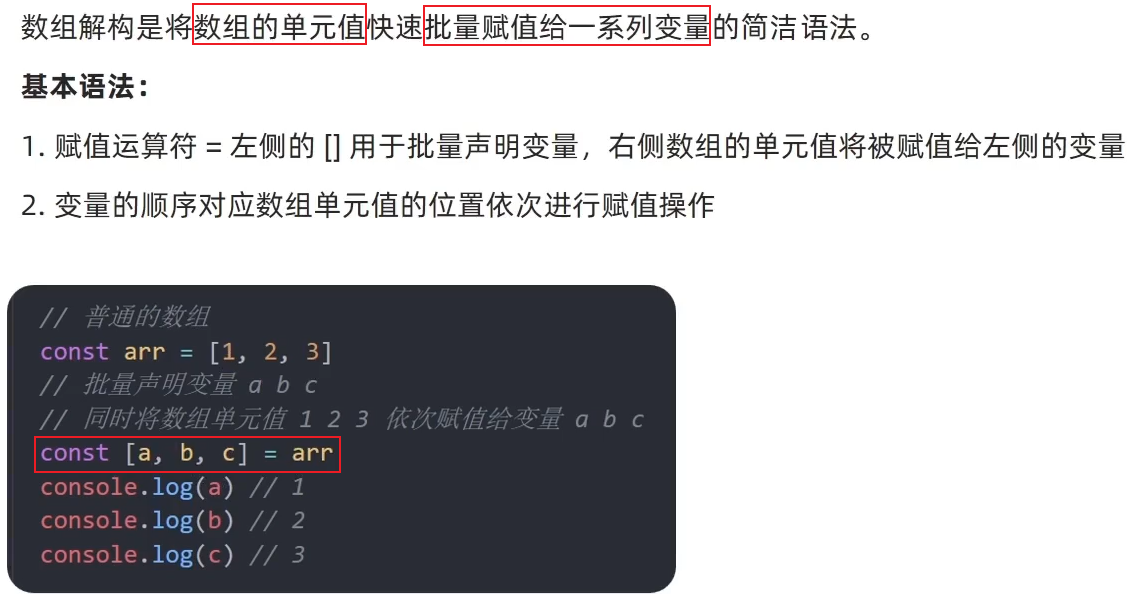 数组解构是将数组的单元值快速批量赋值给一系列变量的简洁语法。
基本语法：
1. 赋值运算符 = 左侧的 [] 用于批量声明变量，右侧数组的单元值将被赋值给左侧的变量
2. 变量的顺序对应数组单元值的位置依次进行赋值操作
// 普通的数组
const arr = [1, 2, 3]
// 批量声明变量 a b c
// 同时将数组单元值 1 2 3 依次赋值给变量 a b c
const [a, b, c] = arr
console.log(a) // 1
console.log(b) // 2
console.log(c) // 3